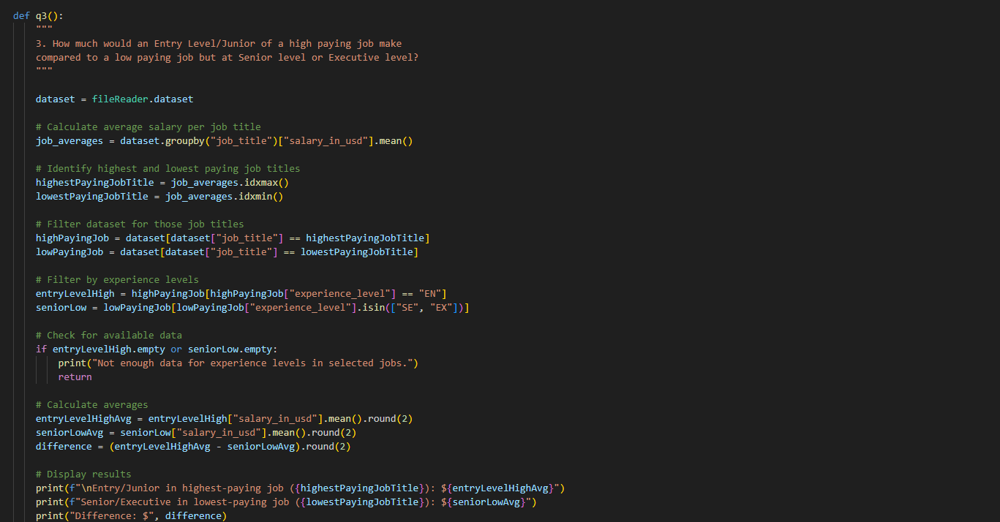 def q3():
    """
    3. How much would an Entry Level/Junior of a high paying job make
    compared to a low paying job but at Senior level or Executive level?
    """

    dataset = fileReader.dataset

    # Calculate average salary per job title
    job_averages = dataset.groupby("job_title")["salary_in_usd"].mean()

    # Identify highest and lowest paying job titles
    highestPayingJobTitle = job_averages.idxmax()
    lowestPayingJobTitle = job_averages.idxmin()

    # Filter dataset for those job titles
    highPayingJob = dataset[dataset["job_title"] == highestPayingJobTitle]
    lowPayingJob = dataset[dataset["job_title"] == lowestPayingJobTitle]

    # Filter by experience levels
    entryLevelHigh = highPayingJob[highPayingJob["experience_level"] == "EN"]
    seniorLow = lowPayingJob[lowPayingJob["experience_level"].isin(["SE", "EX"])]

    # Check for available data
    if entryLevelHigh.empty or seniorLow.empty:
        print("Not enough data for experience levels in selected jobs.")
        return

    # Calculate averages
    entryLevelHighAvg = entryLevelHigh["salary_in_usd"].mean().round(2)
    seniorLowAvg = seniorLow["salary_in_usd"].mean().round(2)
    difference = (entryLevelHighAvg - seniorLowAvg).round(2)

    # Display results
    print(f"\nEntry/Junior in highest-paying job ({highestPayingJobTitle}): ${entryLevelHighAvg}")
    print(f"Senior/Executive in lowest-paying job ({lowestPayingJobTitle}): ${seniorLowAvg}")
    print("Difference: $", difference)